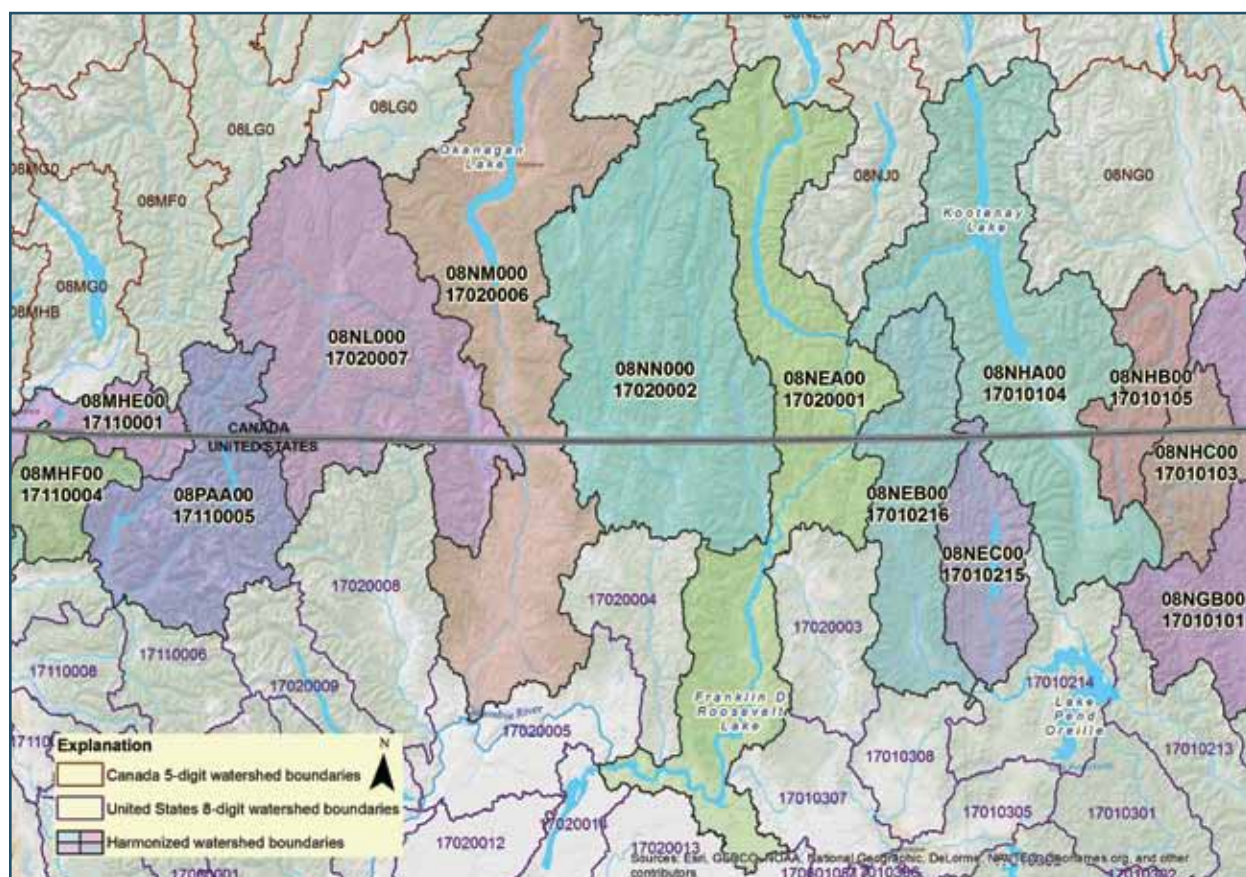 08NE0
08LG0
08LG0
Okanagan
Lake
08MG0
08MF0
08NJ0
08NG0
Kootenay
Lake
08MG0
08MHB
08NM000
17020006
08NL000
17020007
08NN000
17020002
08NEA00
17020001
08NHA00
17010104
08NHB00
17010105
08MHE00
17110001
CANADA
UNITED STATES
08MHF00
17110004
08PAA00
17110005
08NHC00
17010103
08NEB00
17010216
08NEC00
17010215
17020008
17020004
17020003
08NGB00
17010101
17110008
17110006
17020009
17010214
Lake
Pend
Oreille
Franklin D
Roosevelt
Lake
River
17020005
17010308
17010213
17010307
17010305
17010301
17020012
17020014
17020013
Explanation
N
Canada 5-digit watershed boundaries
United States 8-digit watershed boundaries
Harmonized watershed boundaries
Sources: Esri, GEBCO, NOAA, National Geographic, DeLorme, NAVTEQ, Geonames.org, and other
contributors